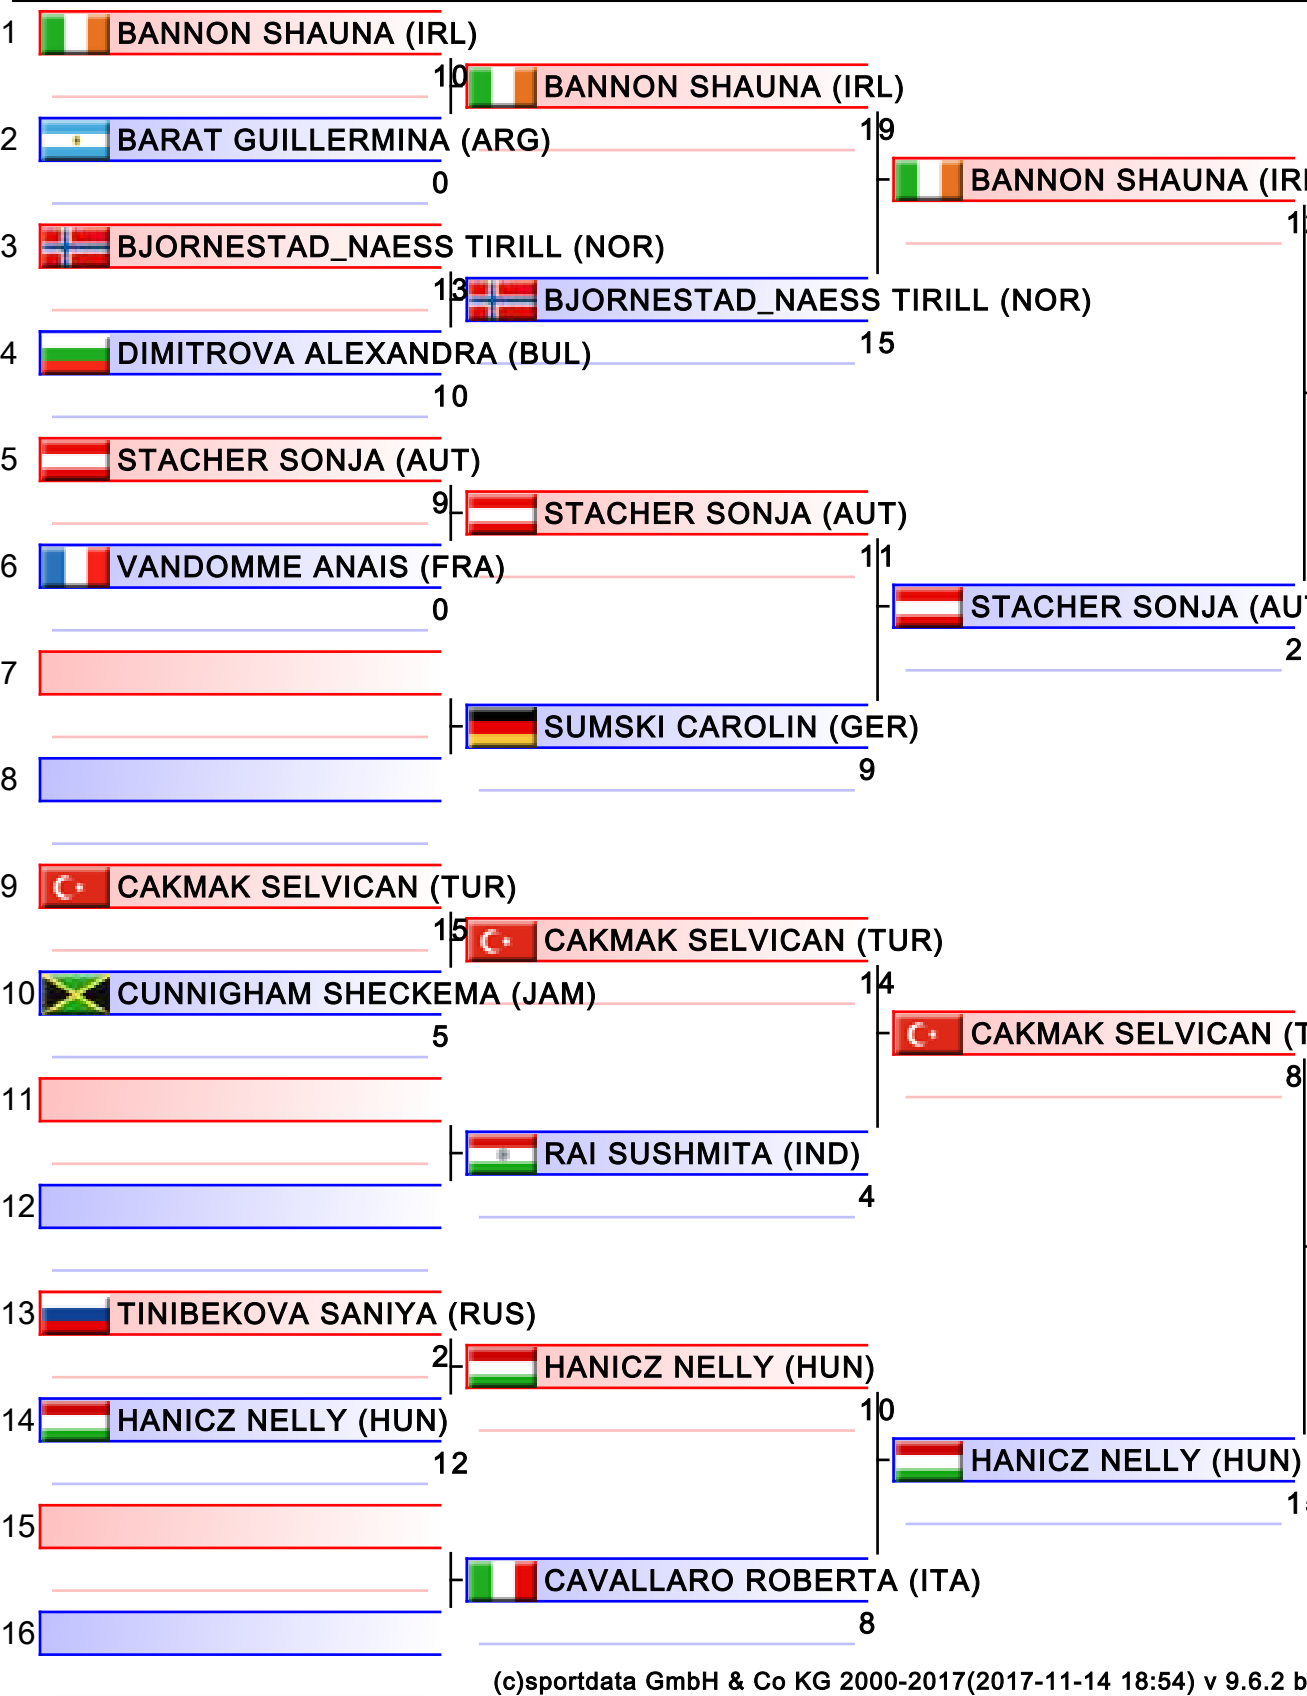 1 BANNON SHAUNA (IRL)
10 BANNON SHAUNA (IRL)
2 BARAT GUILLERMINA (ARG)
19
0
BANNON SHAUNA (IRL
3 BJORNESTAD_NAESS TIRILL (NOR)
13 BJORNESTAD_NAESS TIRILL (NOR)
4 DIMITROVA ALEXANDRA (BUL)
15
10
5 STACHER SONJA (AUT)
9 STACHER SONJA (AUT)
6 VANDOMME ANAIS (FRA)
11
0
STACHER SONJA (AUT
2
7
SUMSKI CAROLIN (GER)
8
9
9 CAKMAK SELVICAN (TUR)
15 CAKMAK SELVICAN (TUR)
10 CUNNIGHAM SHECKEMA (JAM)
14
5
CAKMAK SELVICAN (T
8
11
RAI SUSHMITA (IND)
12
4
13 TINIBEKOVA SANIYA (RUS)
2 HANICZ NELLY (HUN)
14 HANICZ NELLY (HUN)
10
12
HANICZ NELLY (HUN)
15
CAVALLARO ROBERTA (ITA)
16
8
(c)sportdata GmbH & Co KG 2000-2017(2017-11-14 18:54) v 9.6.2 b